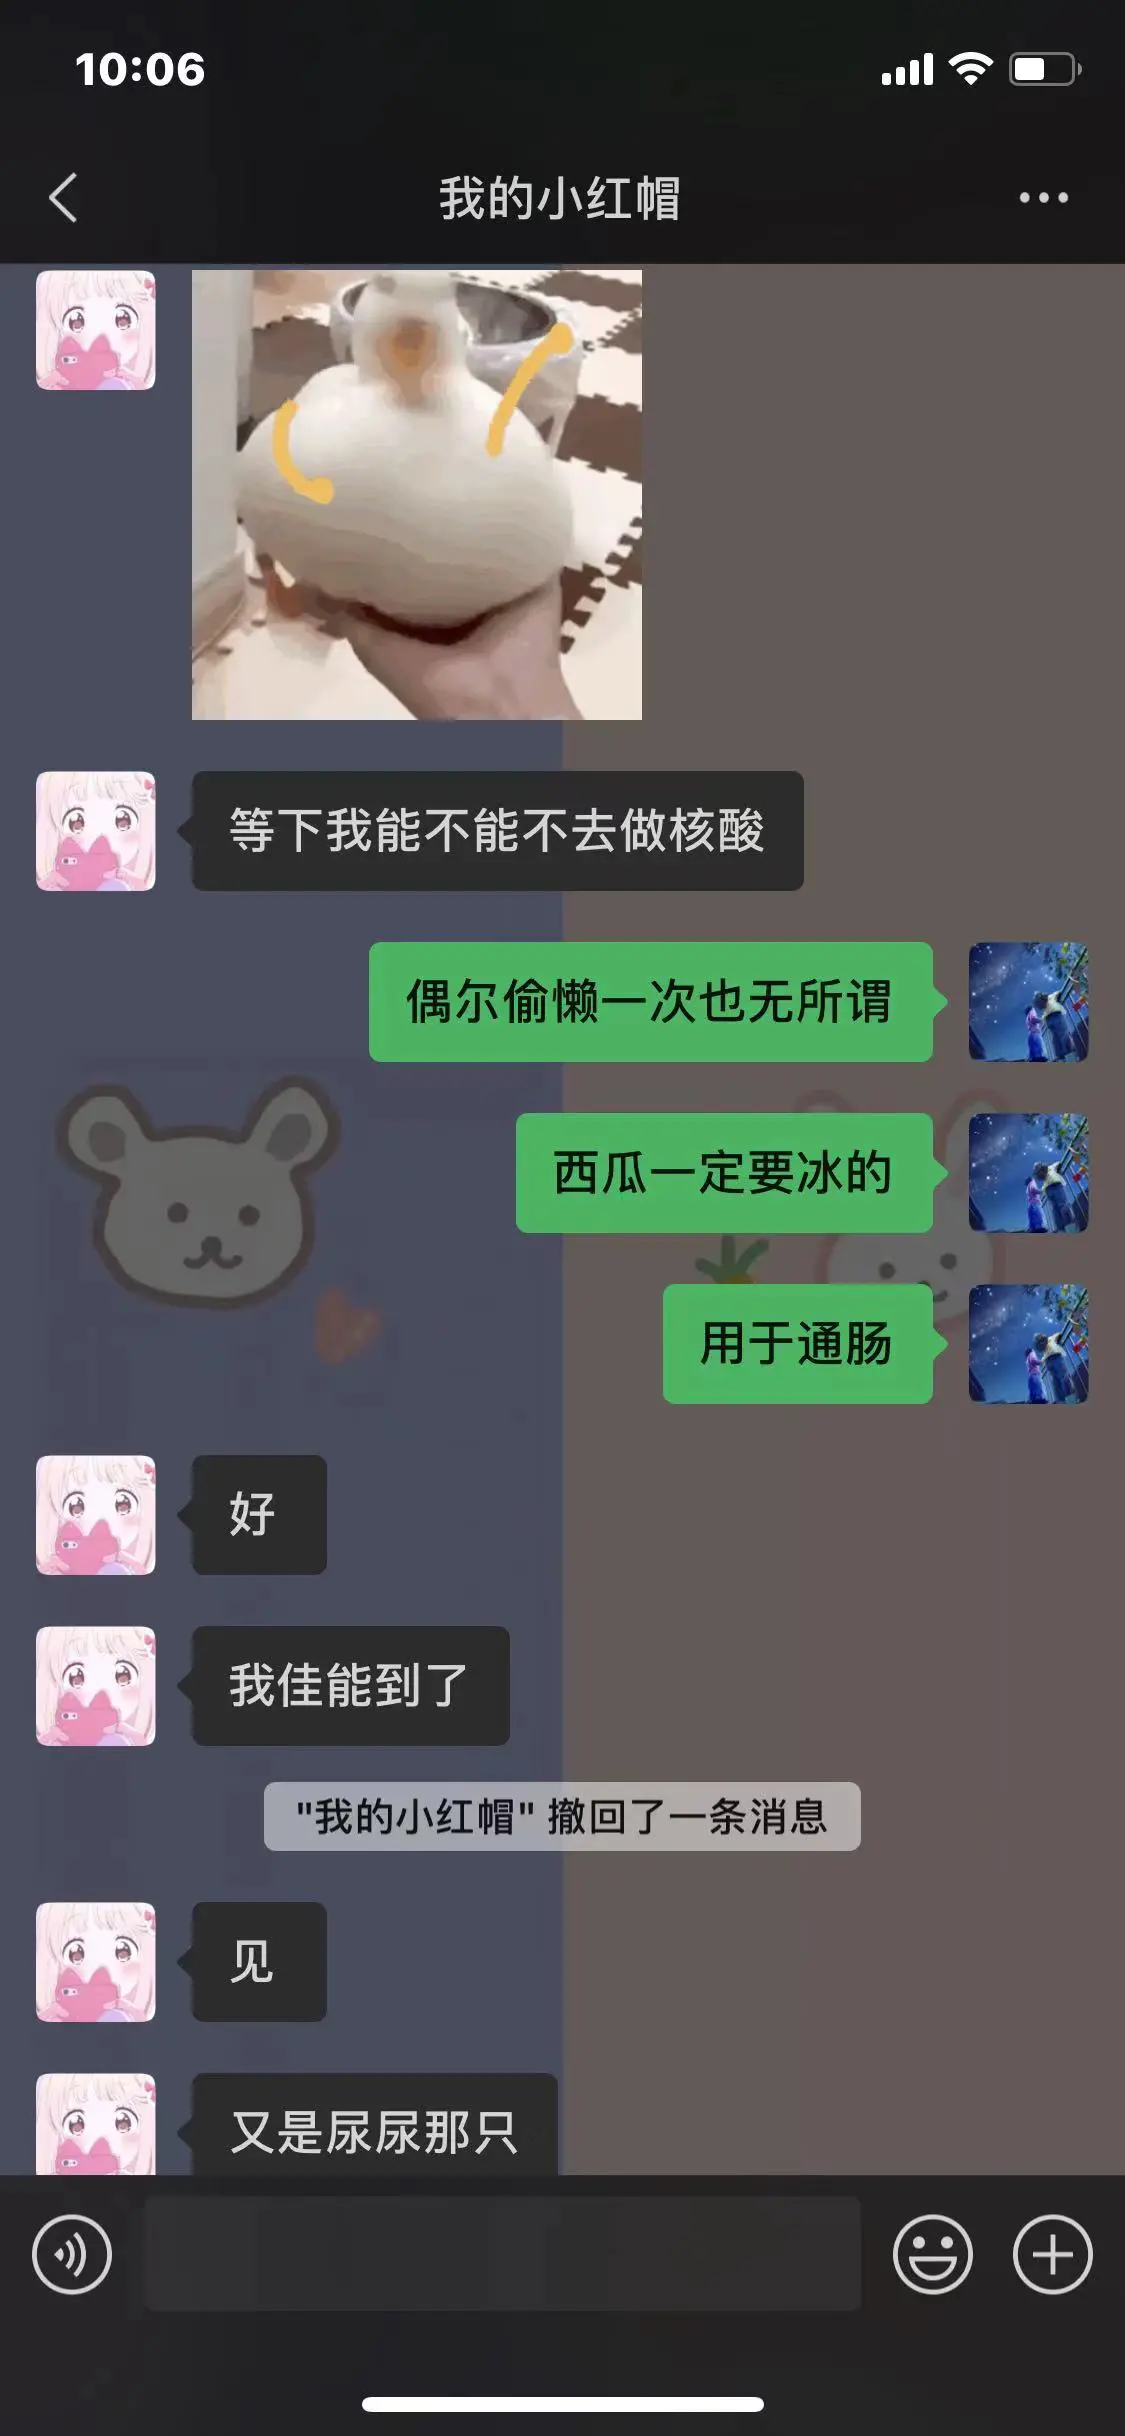 10:06
我的小红帽
等下我能不能不去做核酸
偶尔偷懒一次也无所谓
西瓜一定要冰的
用于通肠
好
我佳能到了
"我的小红帽" 撤回了一条消息
见
又是尿尿那只